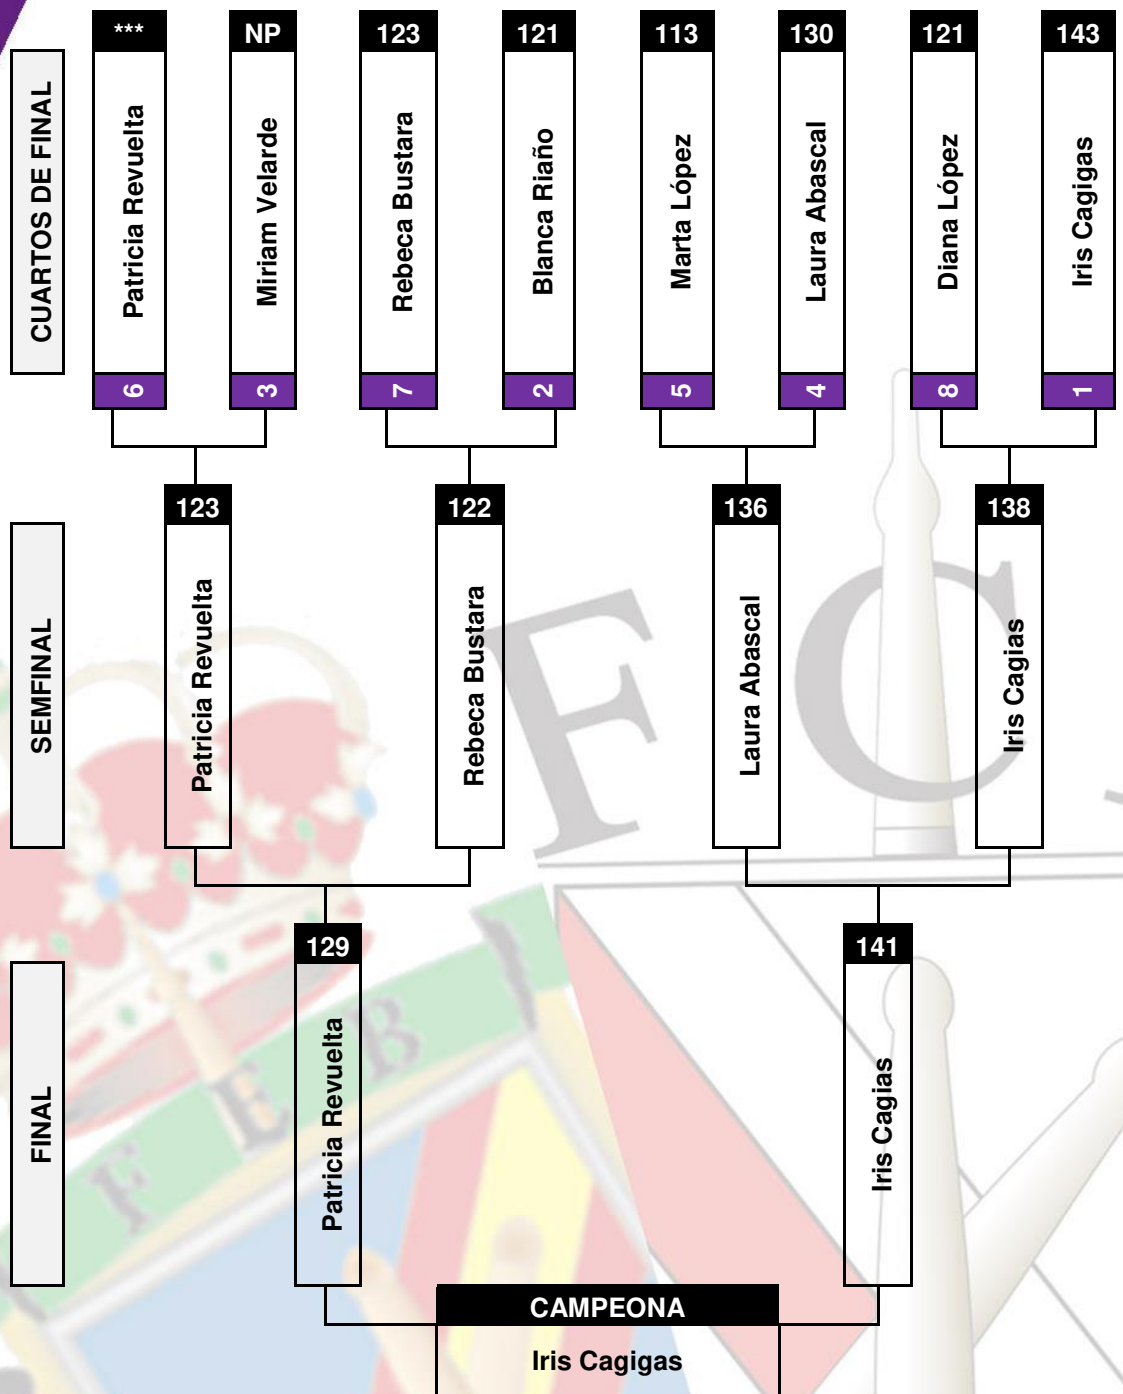 *** NP 123 121 113 130 121 143
CUARTOS DE FINAL
Patricia Revuelta
Miriam Velarde
Rebeca Bustara
Blanca Riaño
Marta López
Laura Abascal
Diana López
Iris Cagigas
6 3 7 2 5 4 8 1
123 122 136 138
SEMFINAL
Patricia Revuelta
Rebeca Bustara
Laura Abascal
Iris Cagias
F C
129 141
FINAL
Patricia Revuelta
Iris Cagias
F E B
CAMPEONA
Iris Cagigas